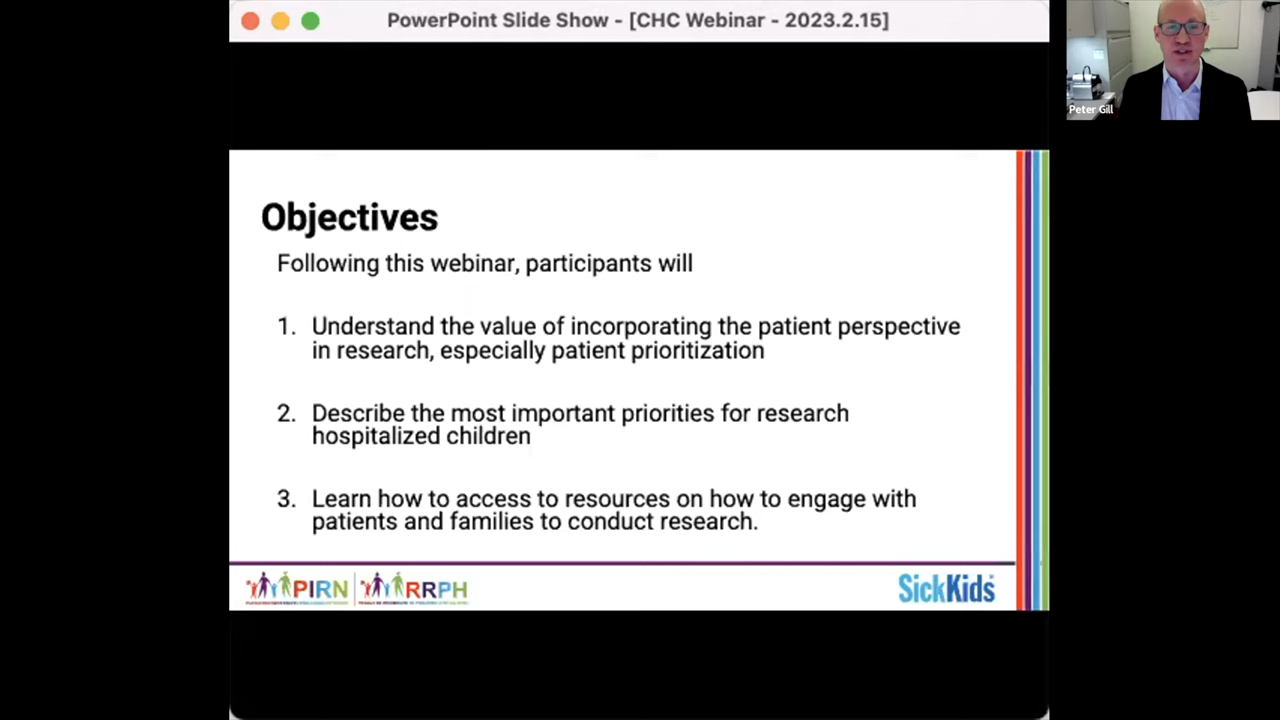 PowerPoint Slide Show - [CHC Webinar - 2023.2.15]
Peter Gill
Objectives
Following this webinar, participants will
1. Understand the value of incorporating the patient perspective
in research, especially patient prioritization
2. Describe the most important priorities for research
hospitalized children
3. Learn how to access to resources on how to engage with
patients and families to conduct research.
PIRN RRPH
SickKids